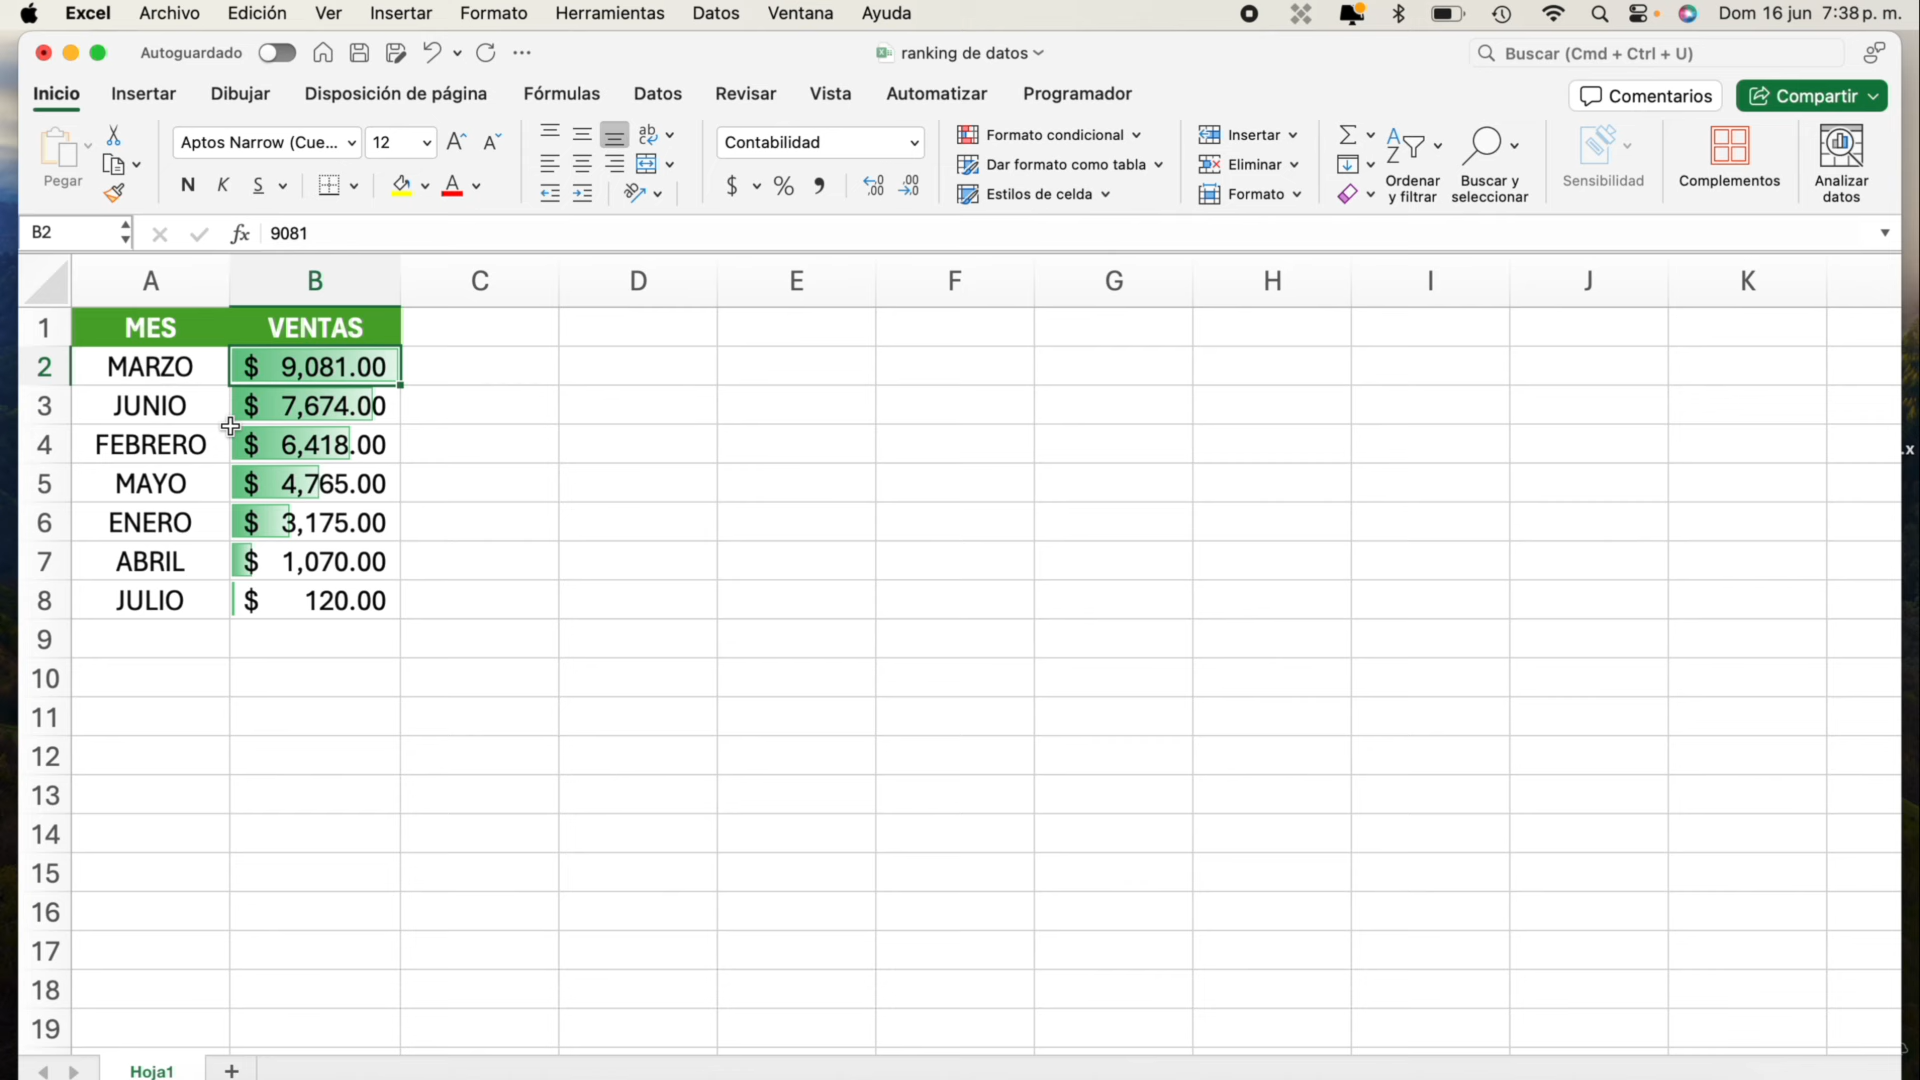 Excel Archivo Edición Ver Insertar Formato Herramientas Datos Ventana Ayuda Dom 16 jun 7:38 p. m.
Autoguardado ranking de datos Buscar (Cmd + Ctrl + U)
Inicio Insertar Dibujar Disposición de página Fórmulas Datos Revisar Vista Automatizar Programador Comentarios Compartir
Pegar
Aptos Narrow (Cue... 12
N K S
ab
Contabilidad
$ % ,
Formato condicional
Dar formato como tabla
Estilos de celda
Insertar
Eliminar
Formato
Ordenar y filtrar
Buscar y seleccionar
Sensibilidad
Complementos
Analizar datos
B2 fx 9081
A B C D E F G H I J K
1 MES VENTAS
2 MARZO $ 9,081.00
3 JUNIO $ 7,674.00
4 FEBRERO $ 6,418.00
5 MAYO $ 4,765.00
6 ENERO $ 3,175.00
7 ABRIL $ 1,070.00
8 JULIO $ 120.00
9
10
11
12
13
14
15
16
17
18
19
Hoja1 +